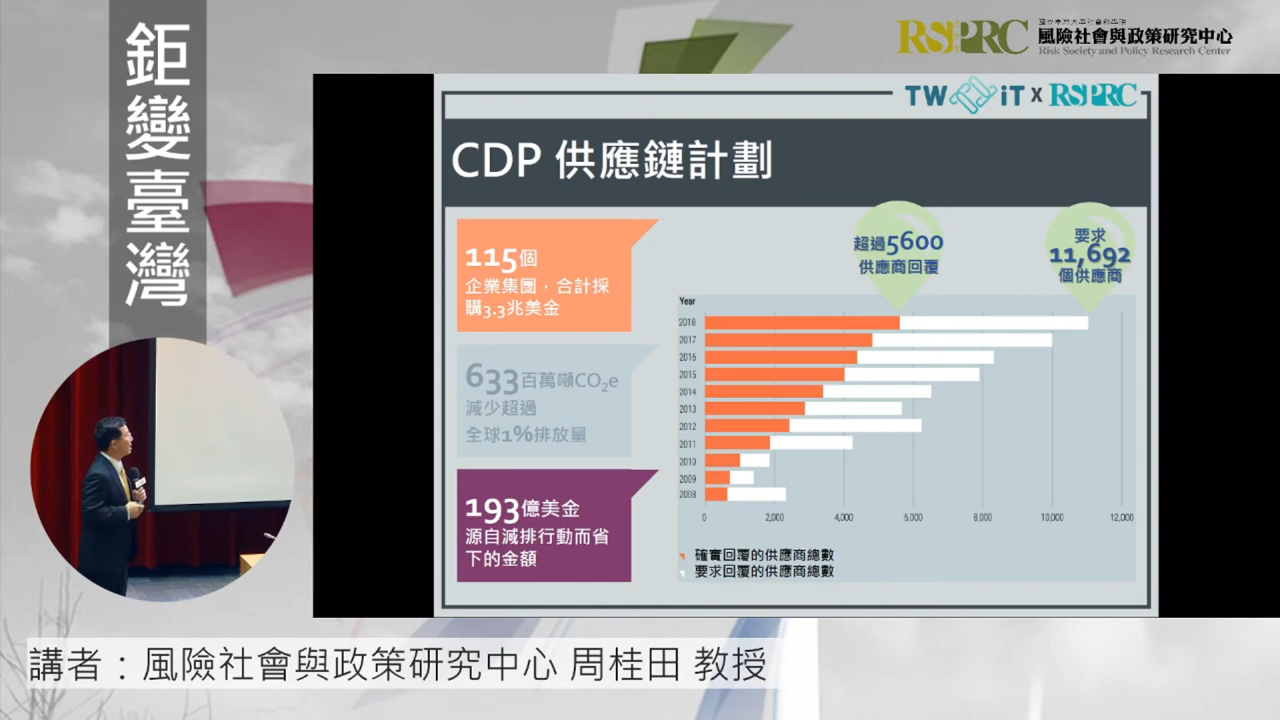 鉅變臺灣
RSPRC
國立臺灣大學社會科學院
風險社會與政策研究中心
Risk Society and Policy Research Center
TW iT X RSPRC
CDP 供應鏈計劃
115個
企業集團，合計採
購3.3兆美金
633百萬噸CO₂e
減少超過
全球1%排放量
193億美金
源自減排行動而省
下的金額
超過5600
供應商回覆
要求
11,692
個供應商
Year
2018
2017
2016
2015
2014
2013
2012
2011
2010
2009
2008
0 2,000 4,000 6,000 8,000 10,000 12,000
確實回覆的供應商總數
要求回覆的供應商總數
講者：風險社會與政策研究中心 周桂田 教授